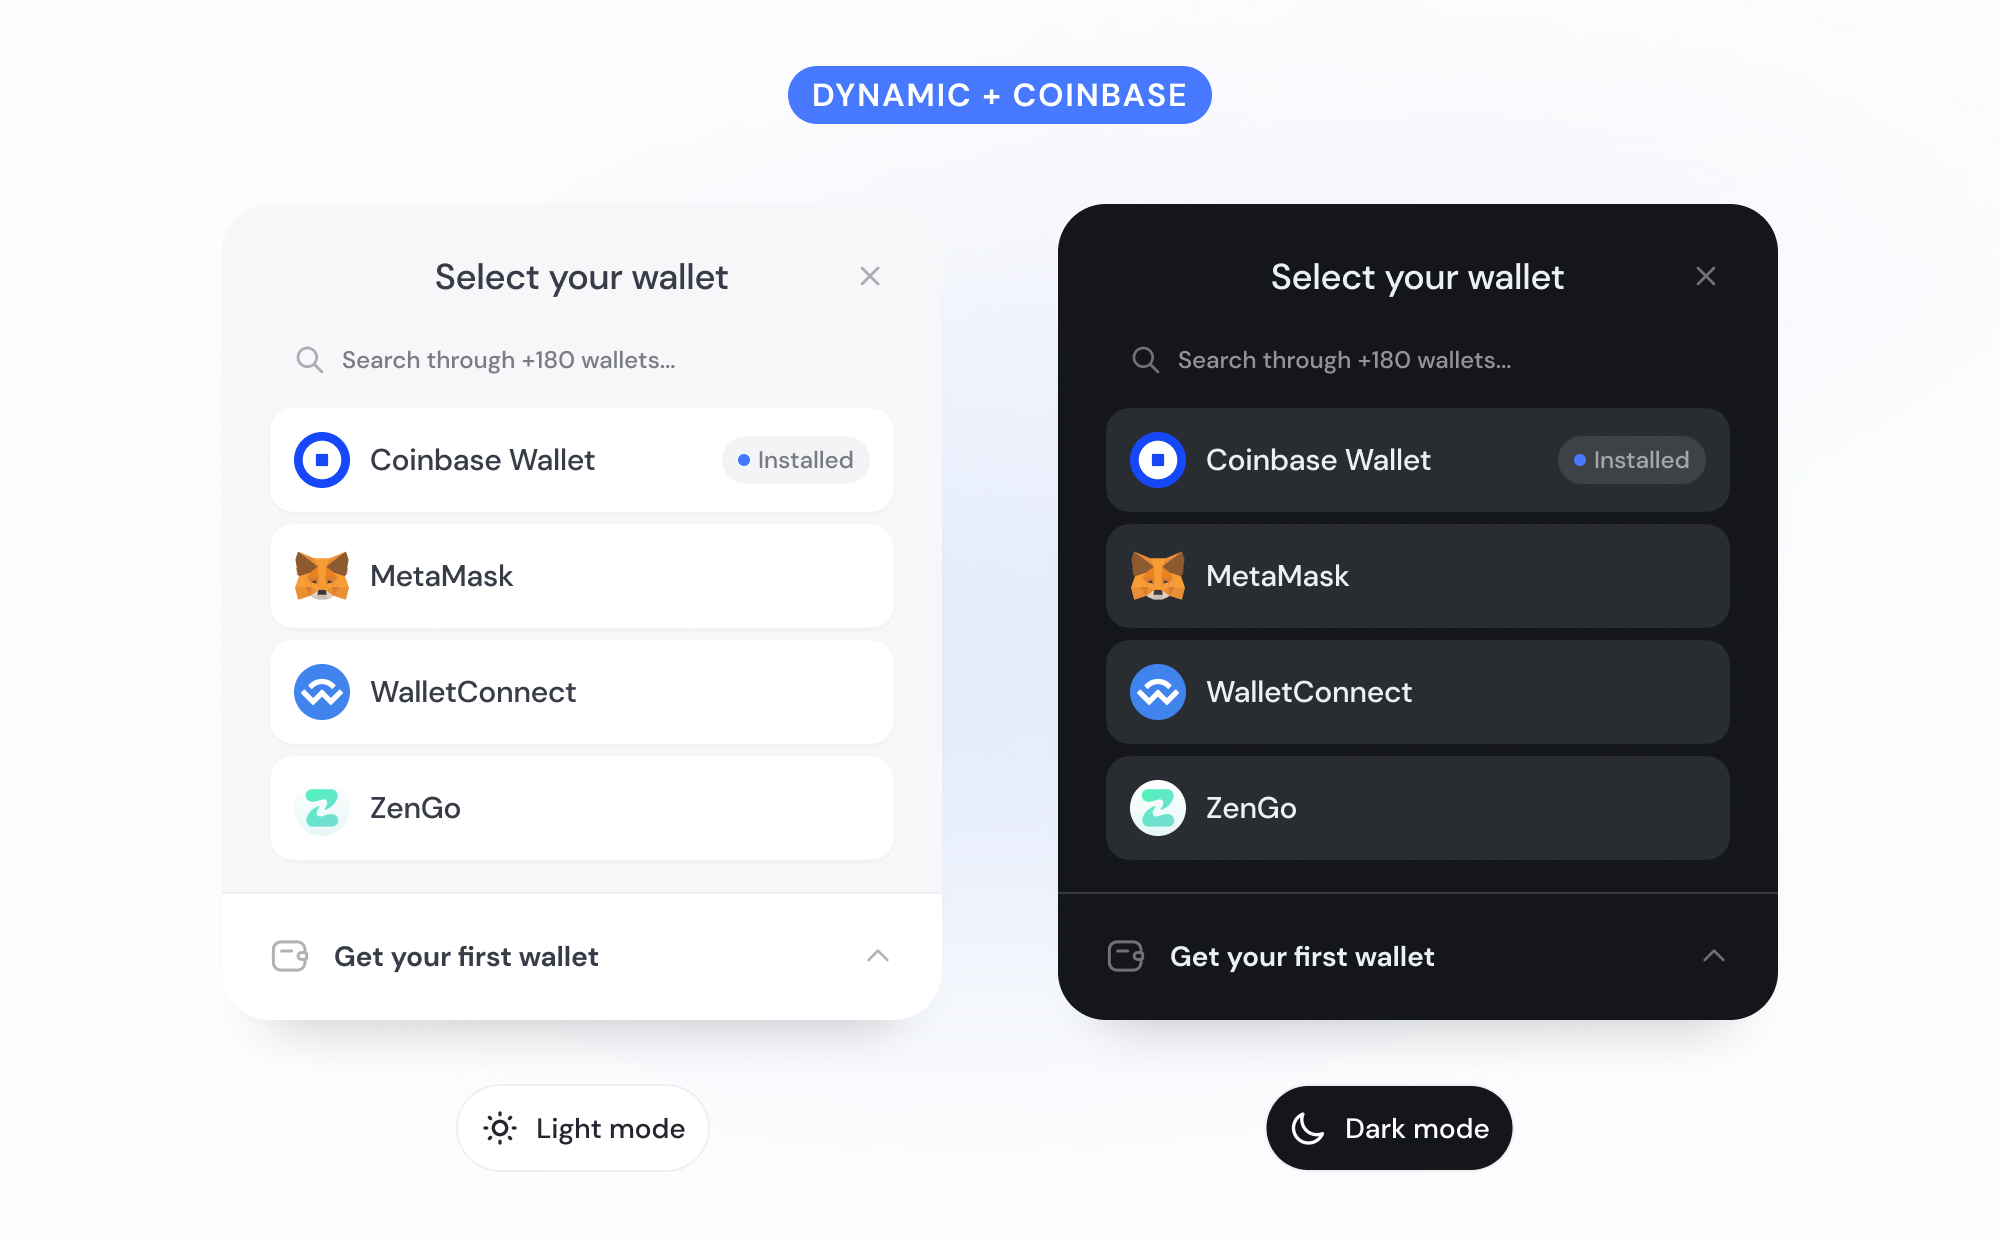 DYNAMIC + COINBASE
Select your wallet
Search through +180 wallets...
Coinbase Wallet
Installed
MetaMask
WalletConnect
ZenGo
Get your first wallet
Light mode
Select your wallet
Search through +180 wallets...
Coinbase Wallet
Installed
MetaMask
WalletConnect
ZenGo
Get your first wallet
Dark mode